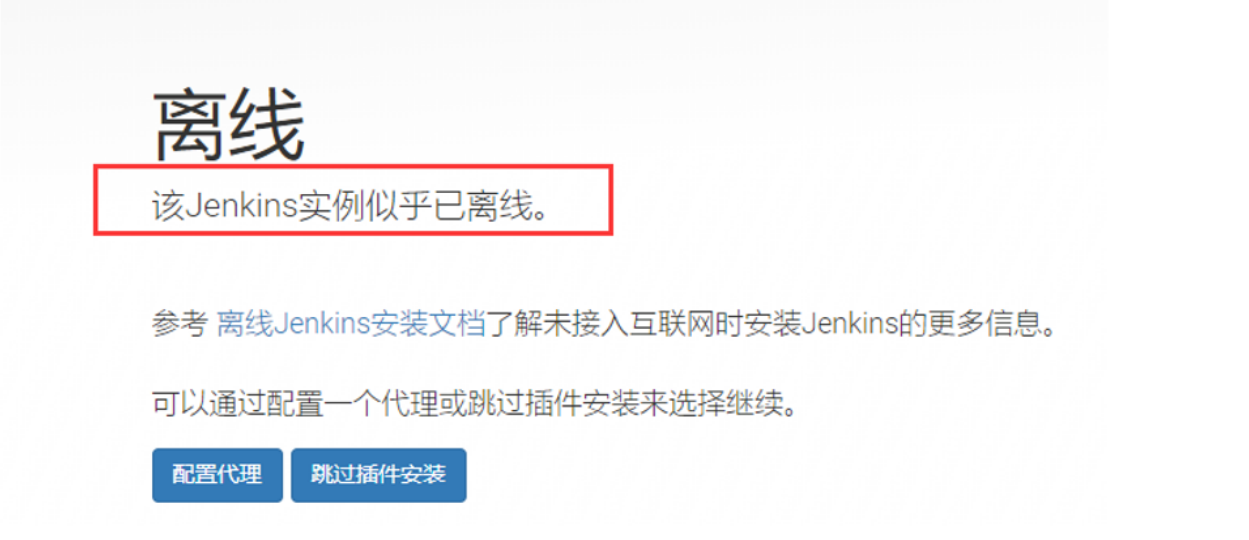 离线
该Jenkins实例似乎已离线。
参考 离线Jenkins安装文档了解未接入互联网时安装Jenkins的更多信息。
可以通过配置一个代理或跳过插件安装来选择继续。
配置代理 跳过插件安装